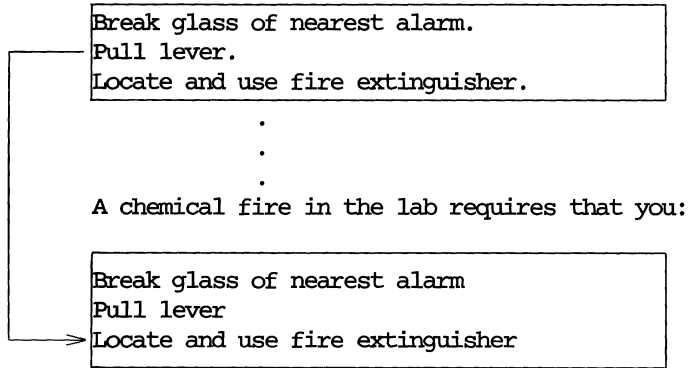 Break glass of nearest alarm.
Pull lever.
Locate and use fire extinguisher.
.
.
.
A chemical fire in the lab requires that you:
Break glass of nearest alarm
Pull lever
Locate and use fire extinguisher